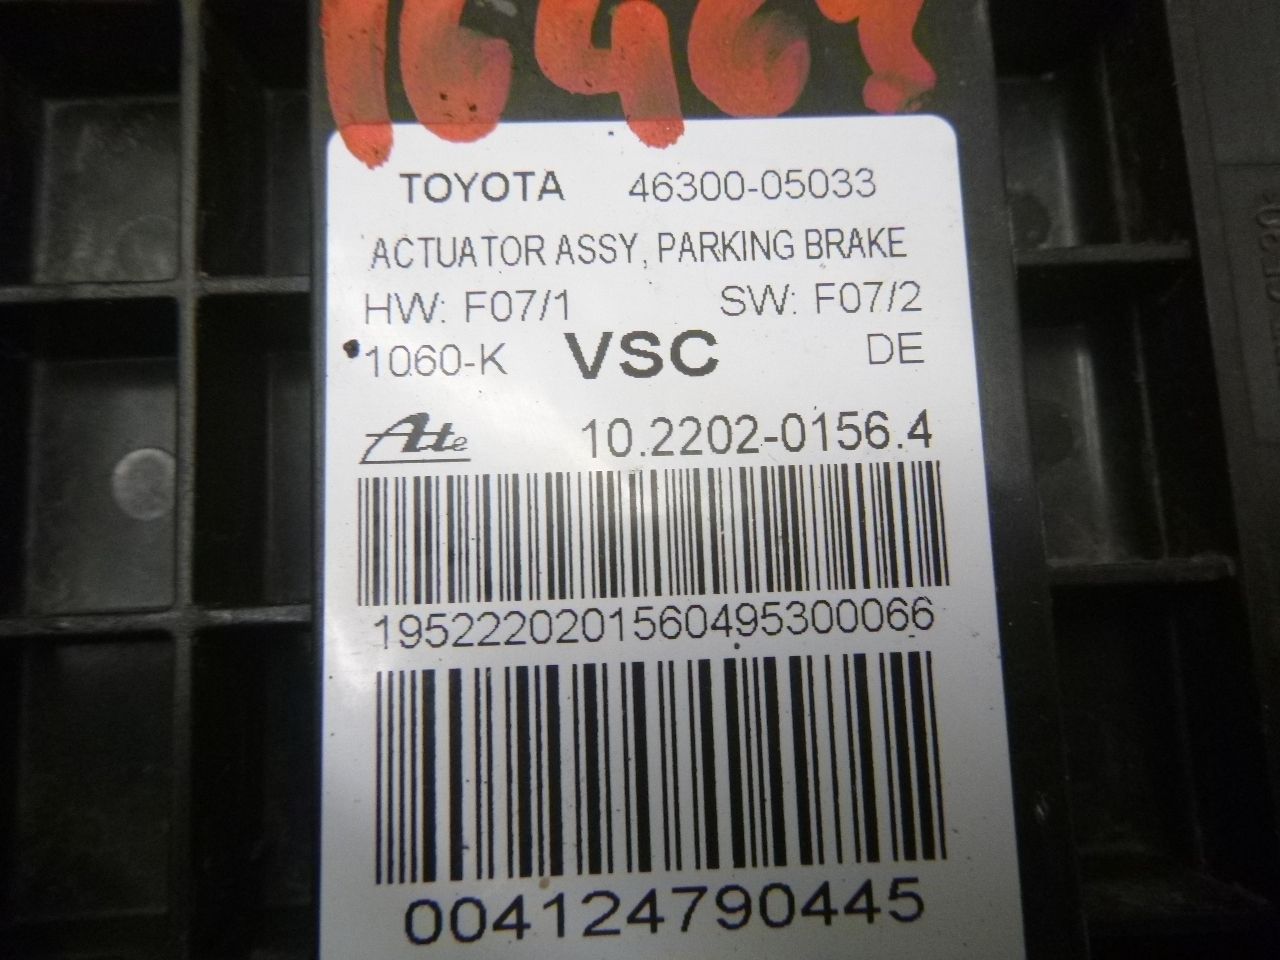 TOYOTA 46300-05033
ACTUATOR ASSY, PARKING BRAKE
HW: F07/1 SW: F07/2
1060-K VSC DE
Ate 10.2202-0156.4
1952220201560495300066
004124790445